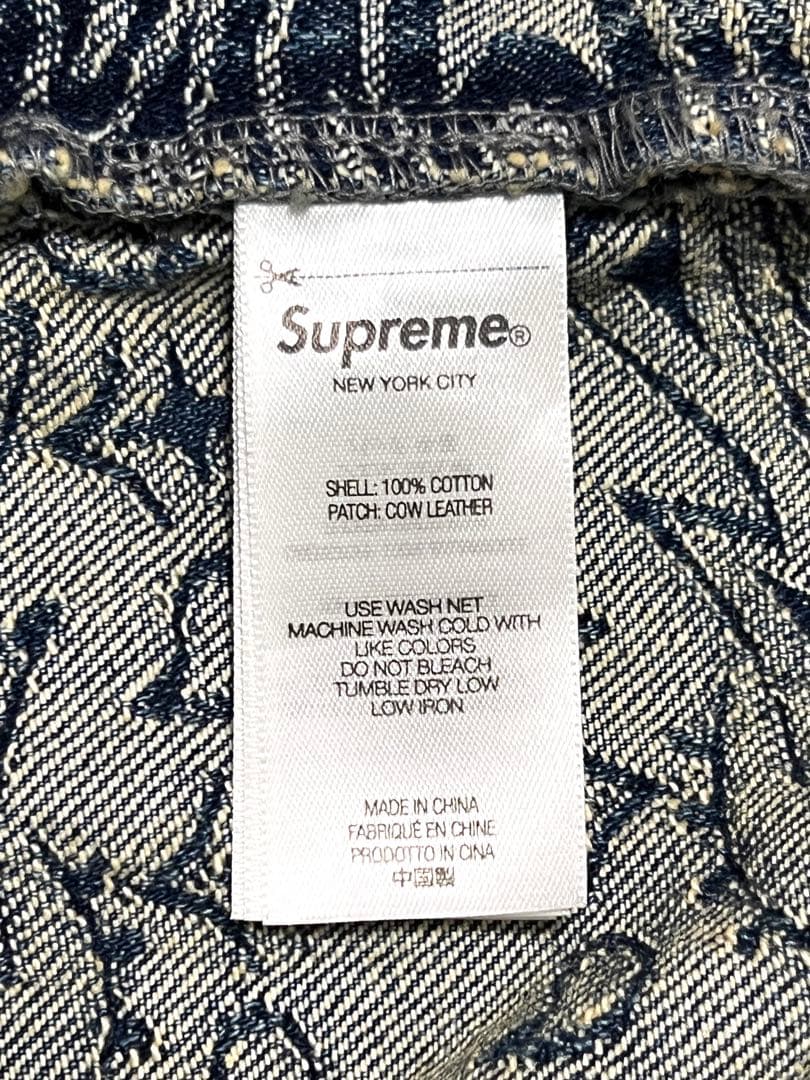 Supreme®
NEW YORK CITY
SHELL: 100% COTTON
PATCH: COW LEATHER
USE WASH NET
MACHINE WASH COLD WITH
LIKE COLORS
DO NOT BLEACH
TUMBLE DRY LOW
LOW IRON
MADE IN CHINA
FABRIQUÉ EN CHINE
PRODOTTO IN CINA
中国製